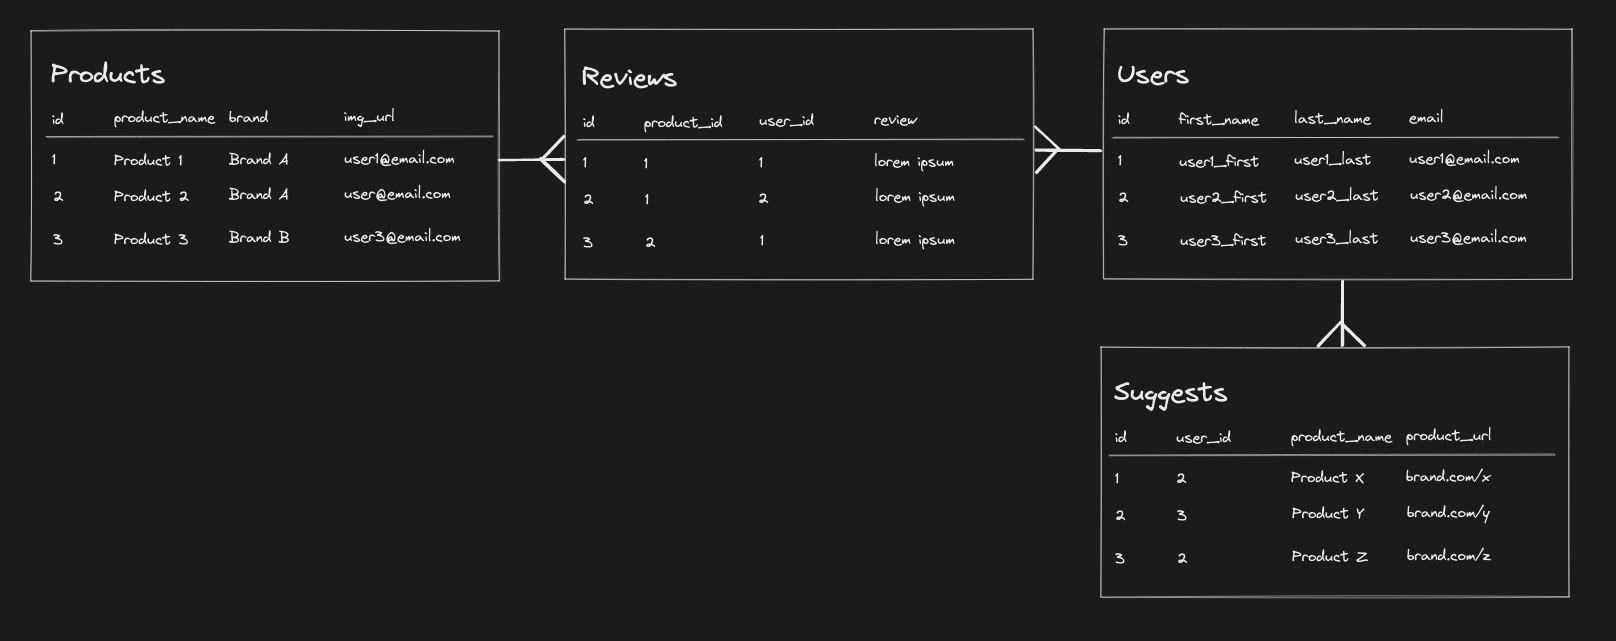 Products
id product_name brand img_url
1 Product 1 Brand A user1@email.com
2 Product 2 Brand A user@email.com
3 Product 3 Brand B user3@email.com
Reviews
id product_id user_id review
1 1 1 lorem ipsum
2 1 2 lorem ipsum
3 2 1 lorem ipsum
Users
id first_name last_name email
1 user1_first user1_last user1@email.com
2 user2_first user2_last user2@email.com
3 user3_first user3_last user3@email.com
Suggests
id user_id product_name product_url
1 2 Product X brand.com/x
2 3 Product Y brand.com/y
3 2 Product Z brand.com/z